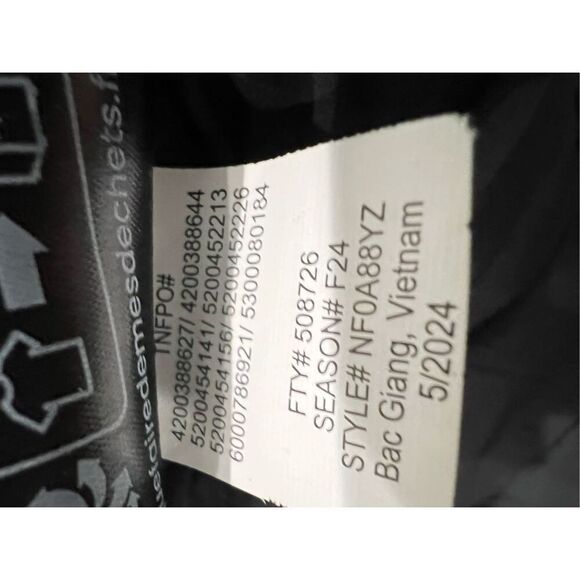 uefairedemesdechets.f
TNFPO#
4200388627/ 4200388644
5200454141/ 5200452213
5200454156/ 5200452226
6000786921/ 5300080184
FTY# 508726
SEASON# F24
STYLE# NF0A88YZ
Bac Giang, Vietnam
5/2024